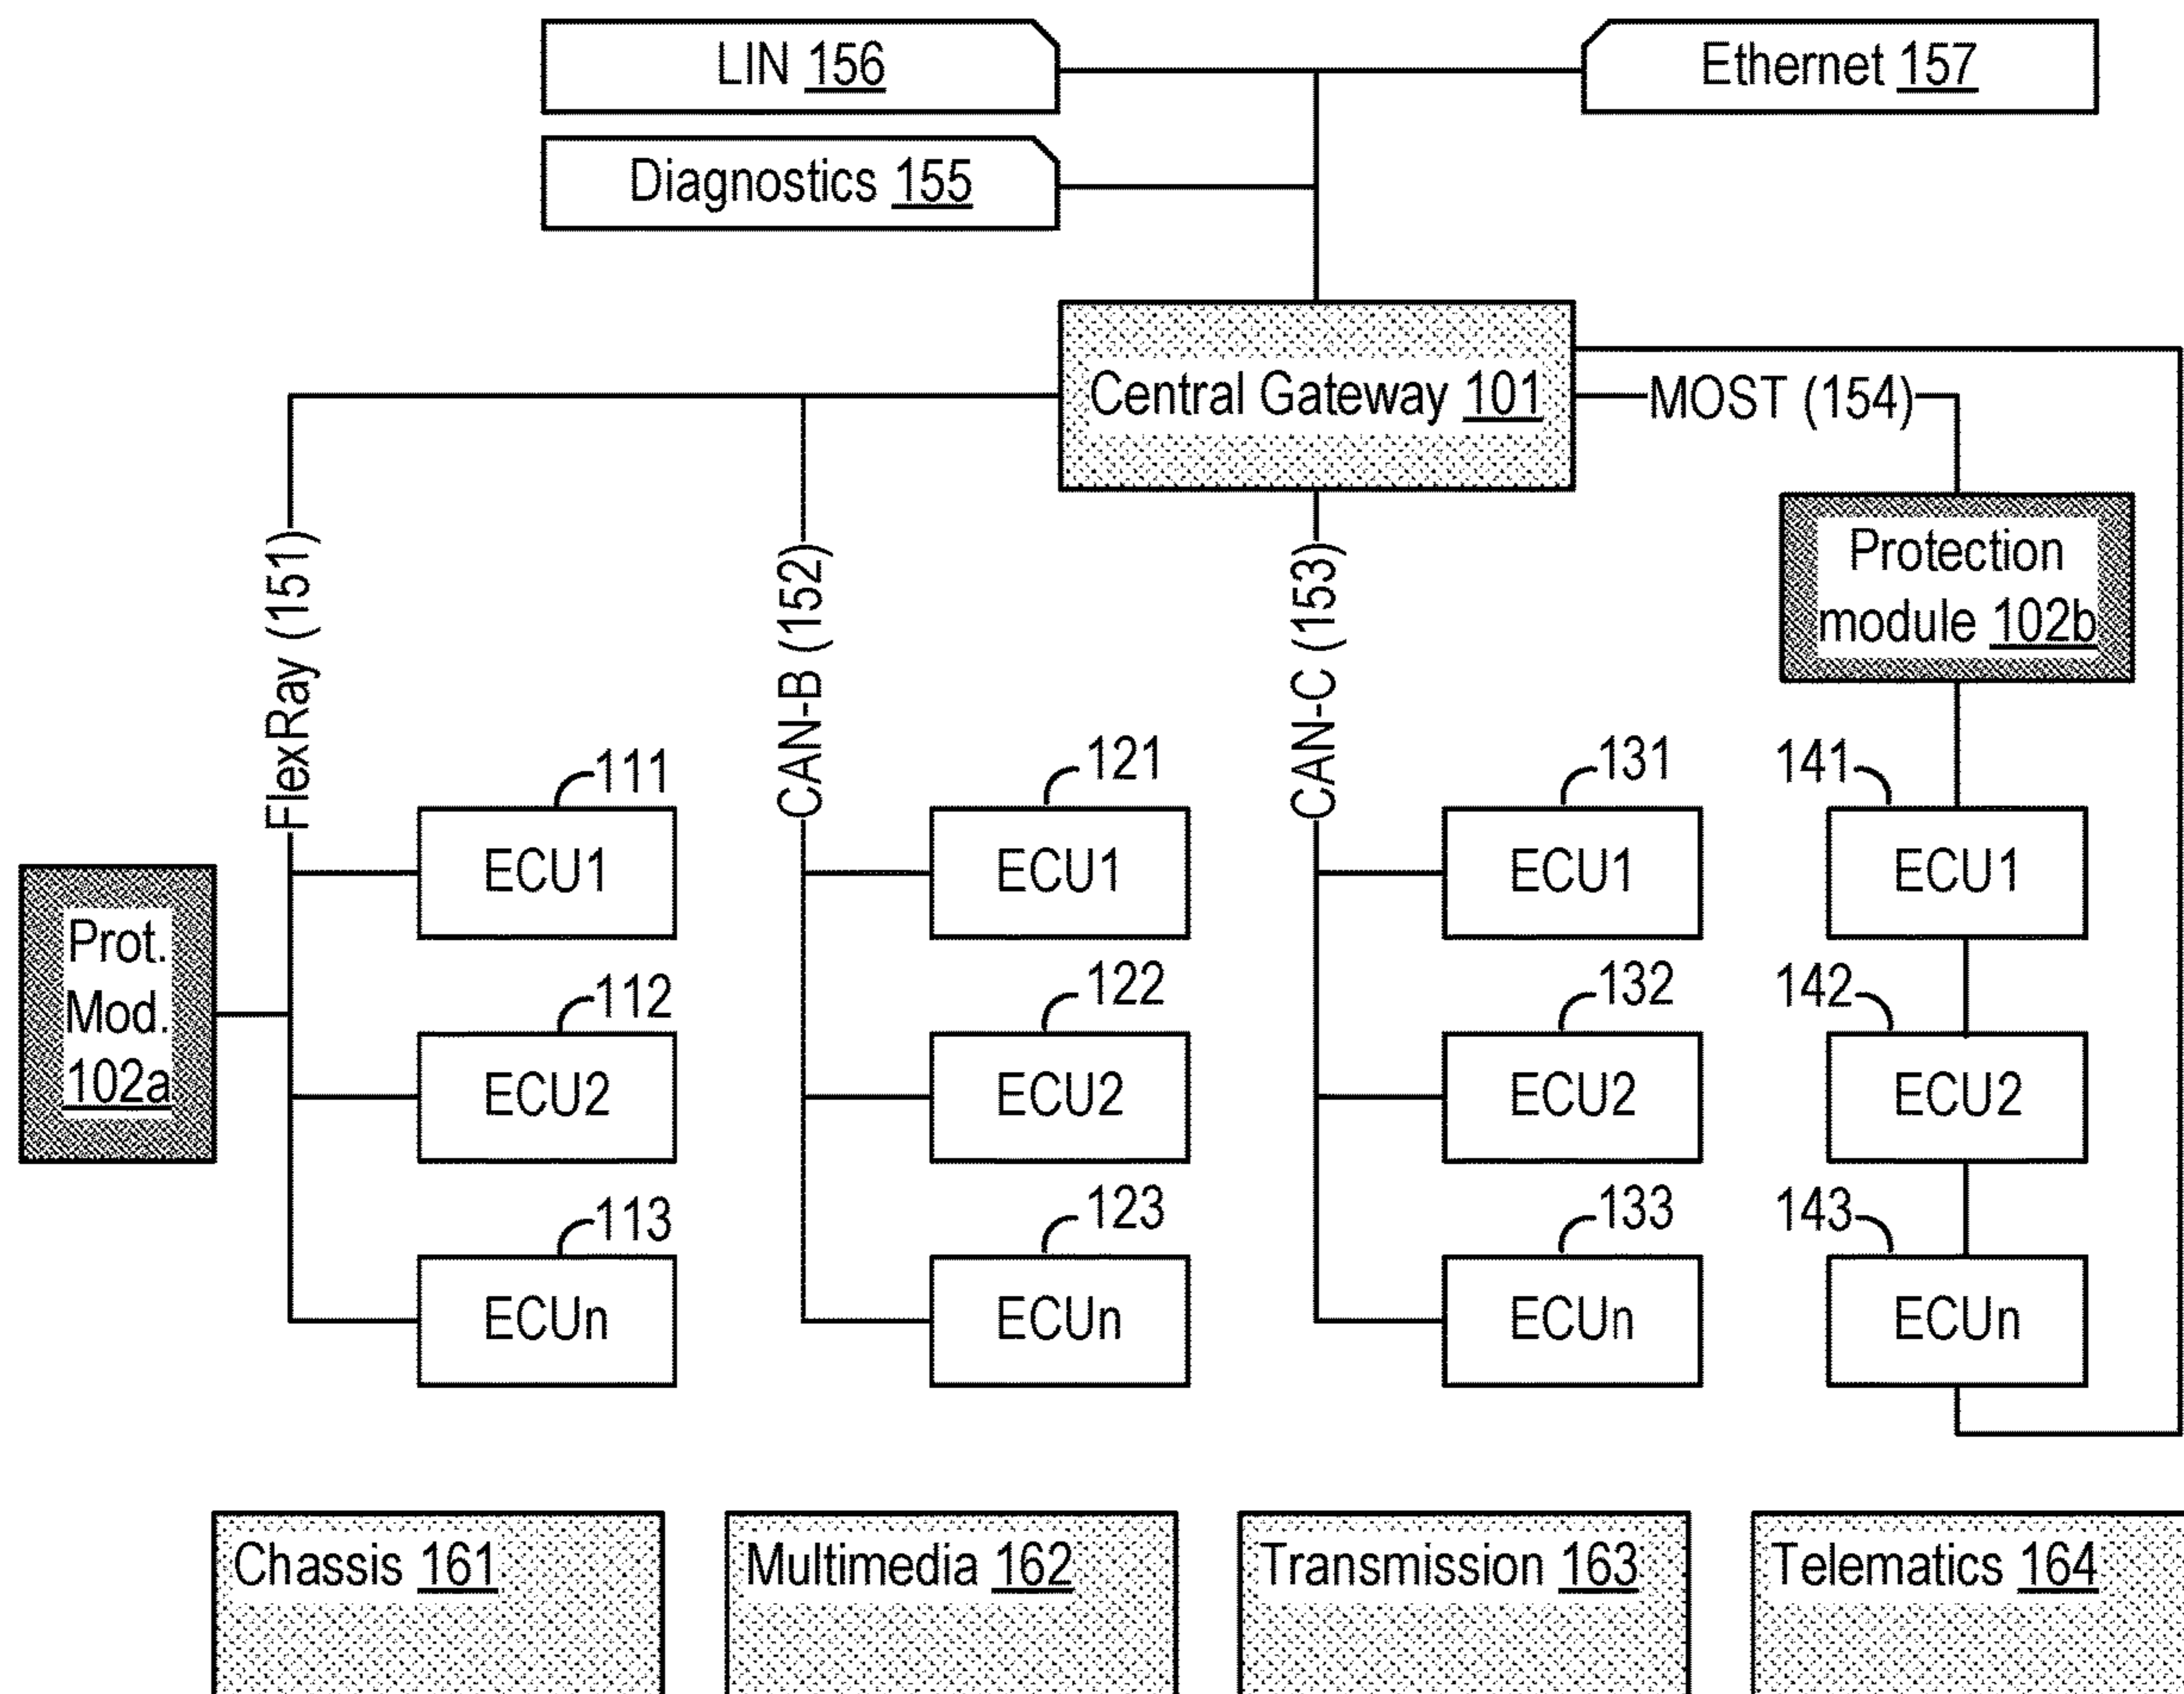 LIN 156
Ethernet 157
Diagnostics 155
Central Gateway 101
MOST (154)
FlexRay (151)
CAN-B (152)
CAN-C (153)
Protection
module 102b
111
121
131
141
ECU1
ECU1
ECU1
ECU1
Prot.
Mod.
102a
112
122
132
142
ECU2
ECU2
ECU2
ECU2
113
123
133
143
ECUn
ECUn
ECUn
ECUn
Chassis 161
Multimedia 162
Transmission 163
Telematics 164